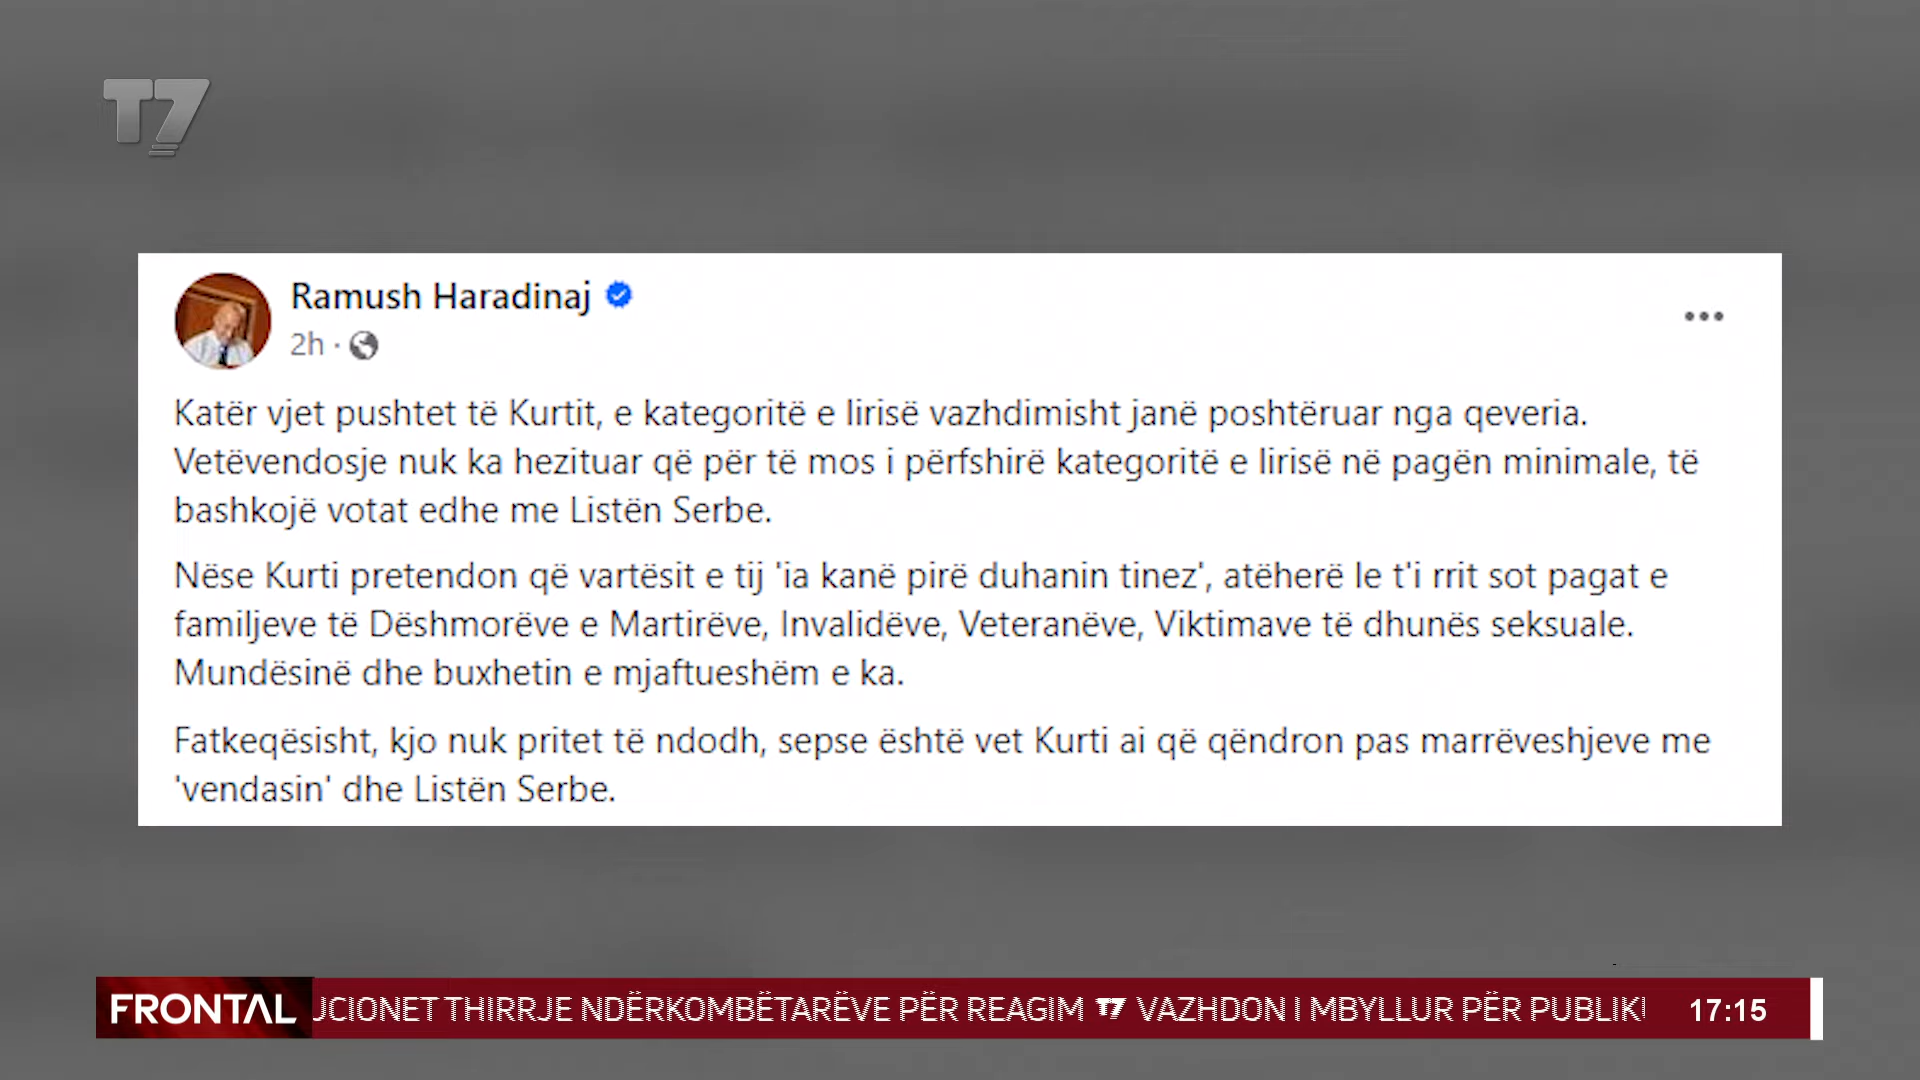 T7
Ramush Haradinaj
2h ·
Katër vjet pushtet të Kurtit, e kategoritë e lirisë vazhdimisht janë poshtëruar nga qeveria.
Vetëvendosje nuk ka hezituar që për të mos i përfshirë kategoritë e lirisë në pagën minimale, të
bashkojë votat edhe me Listën Serbe.
Nëse Kurti pretendon që vartësit e tij 'ia kanë pirë duhanin tinez', atëherë le t'i rrit sot pagat e
familjeve të Dëshmorëve e Martirëve, Invalidëve, Veteranëve, Viktimave të dhunës seksuale.
Mundësinë dhe buxhetin e mjaftueshëm e ka.
Fatkeqësisht, kjo nuk pritet të ndodh, sepse është vet Kurti ai që qëndron pas marrëveshjeve me
'vendasin' dhe Listën Serbe.
FRONTAL THIRRJE NDËRKOMBËTARËVE PËR REAGIM T7 VAZHDON I MBYLLUR PËR 17:15